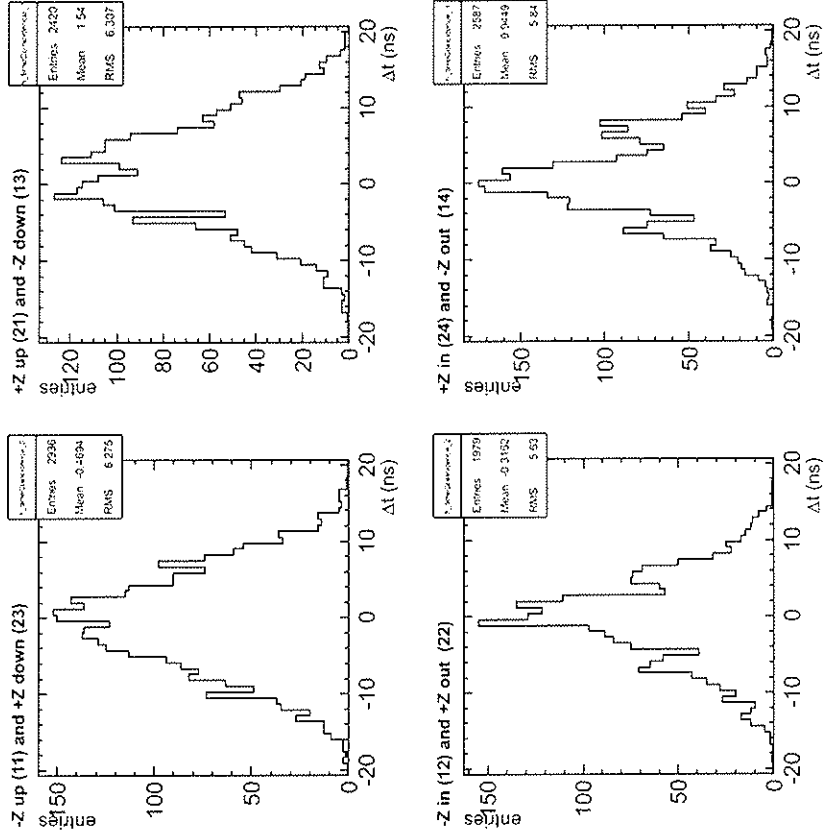 -Z up (11) and +Z down (23)
entries
150
100
50
0
-20
-10
0
10
20
Δt (ns)
Entries 2936
Mean -0.4694
RMS 6.275
+Z up (21) and -Z down (13)
entries
120
100
80
60
40
20
0
-20
-10
0
10
20
Δt (ns)
Entries 2420
Mean 1.54
RMS 6.307
-Z in (12) and +Z out (22)
entries
150
100
50
0
-20
-10
0
10
20
Δt (ns)
Entries 1979
Mean -0.3162
RMS 5.63
+Z in (24) and -Z out (14)
entries
150
100
50
0
-20
-10
0
10
20
Δt (ns)
Entries 2587
Mean 0.9449
RMS 5.84